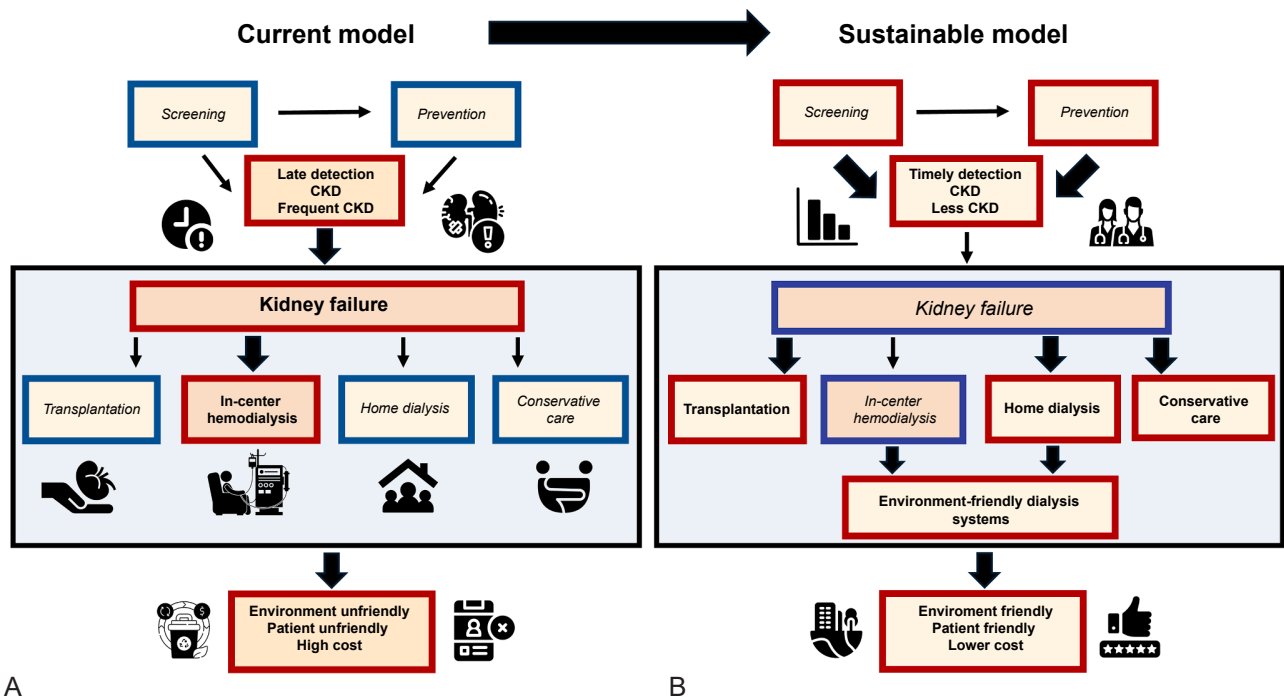 Current model
Sustainable model
Screening
Prevention
Late detection
CKD
Frequent CKD
Kidney failure
Transplantation
In-center
hemodialysis
Home dialysis
Conservative
care
Environment unfriendly
Patient unfriendly
High cost
A
Screening
Prevention
Timely detection
CKD
Less CKD
Kidney failure
Transplantation
In-center
hemodialysis
Home dialysis
Conservative
care
Environment-friendly dialysis
systems
Enviroment friendly
Patient friendly
Lower cost
B